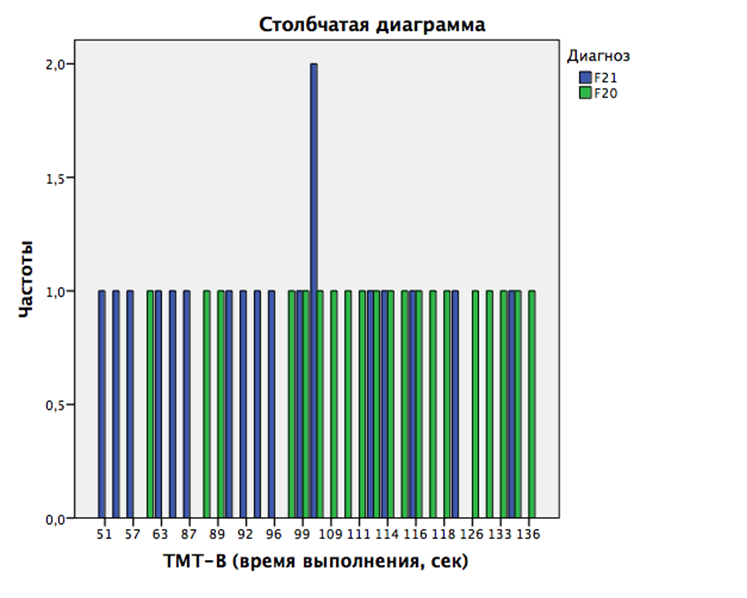 Столбчатая диаграмма
Диагноз
F21
F20
Частоты
2,0
1,5
1,0
0,5
0,0
51 57 63 87 89 92 96 99 109 111 114 116 118 126 133 136
ТМТ-В (время выполнения, сек)